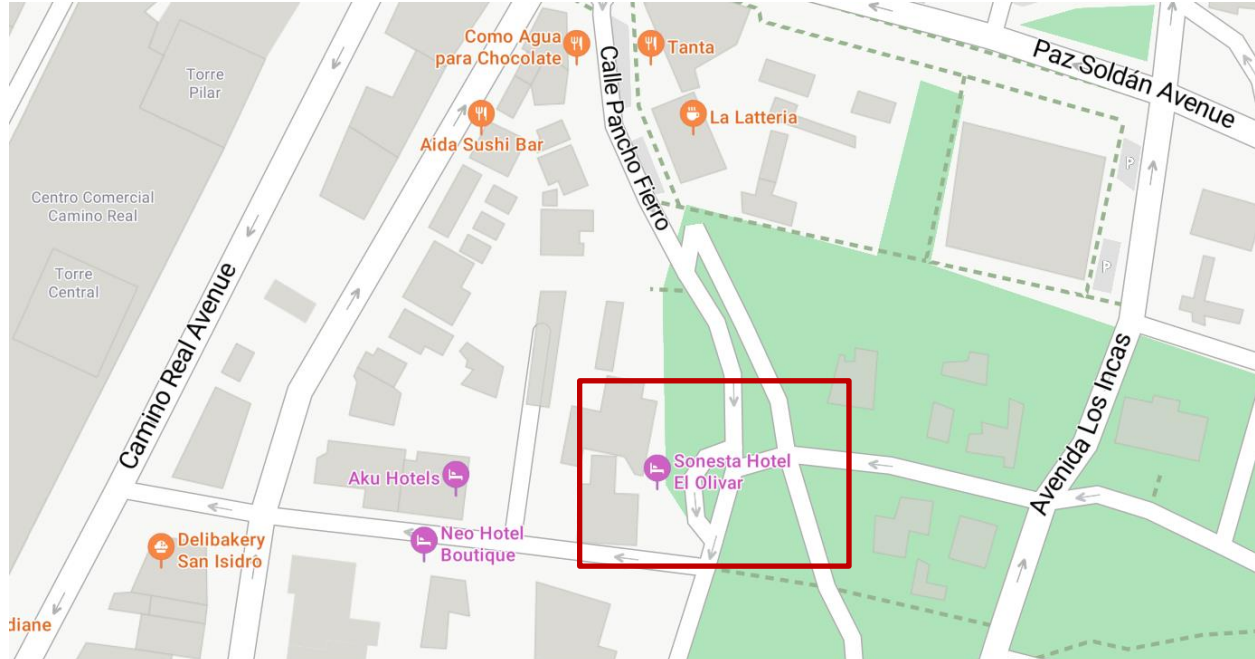 Como Agua
para Chocolate
Tanta
Paz Soldán Avenue
Torre
Pilar
La Latteria
Aida Sushi Bar
Calle Pancho Fierro
P
Centro Comercial
Camino Real
P
Torre
Central
Camino Real Avenue
Avenida Los Incas
Sonesta Hotel
El Olivar
Aku Hotels
Neo Hotel
Boutique
Delibakery
San Isidro
diane